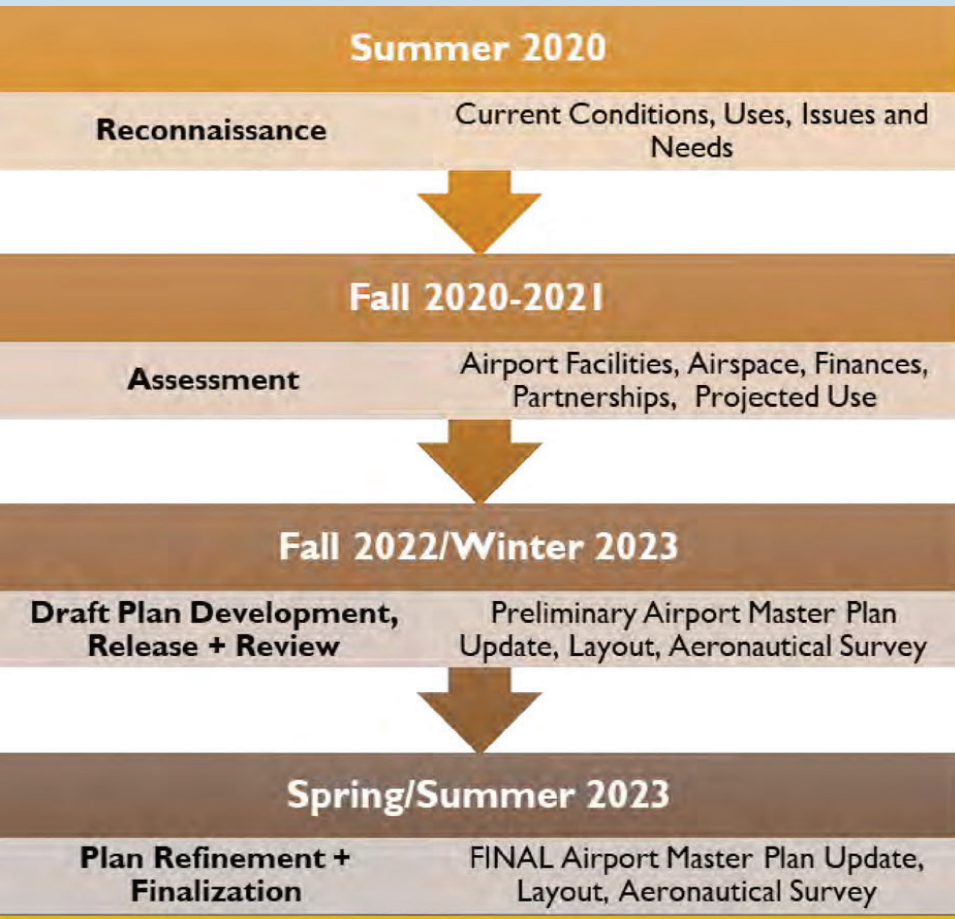 Summer 2020
Reconnaissance
Current Conditions, Uses, Issues and
Needs
Fall 2020-2021
Assessment
Airport Facilities, Airspace, Finances,
Partnerships, Projected Use
Fall 2022/Winter 2023
Draft Plan Development,
Release + Review
Preliminary Airport Master Plan
Update, Layout, Aeronautical Survey
Spring/Summer 2023
Plan Refinement +
Finalization
FINAL Airport Master Plan Update,
Layout, Aeronautical Survey